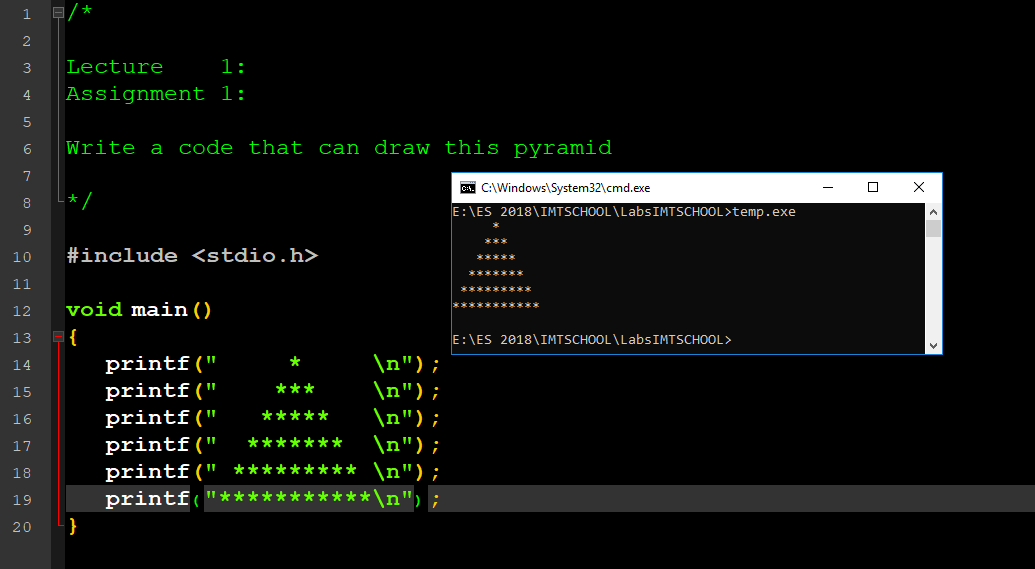 1 /*
2
3 Lecture    1:
4 Assignment 1:
5
6 Write a code that can draw this pyramid
7
8 */
9
10 #include <stdio.h>
11
12 void main()
13 {
14    printf("     *     \n");
15    printf("    ***    \n");
16    printf("   *****   \n");
17    printf("  *******  \n");
18    printf(" ********* \n");
19    printf("***********\n");
20 }
C:\Windows\System32\cmd.exe
E:\ES 2018\IMTSCHOOL\LabsIMTSCHOOL>temp.exe
     *
    ***
   *****
  *******
 *********
***********
E:\ES 2018\IMTSCHOOL\LabsIMTSCHOOL>